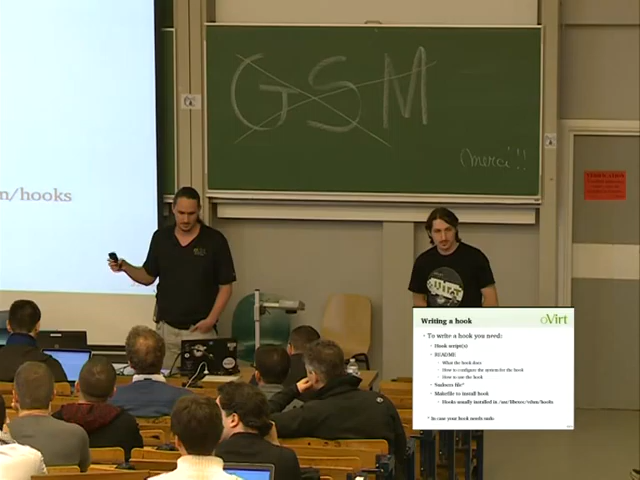 GSM
Merci!!
n/hooks
Writing a hook
oVirt
To write a hook you need:
Hook script(s)
README
What the hook does
How to configure the system for the hook
How to use the hook
Sudoers file*
Makefile to install hook
Hooks usually installed in /usr/libexec/vdsm/hooks
* In case your hook needs sudo